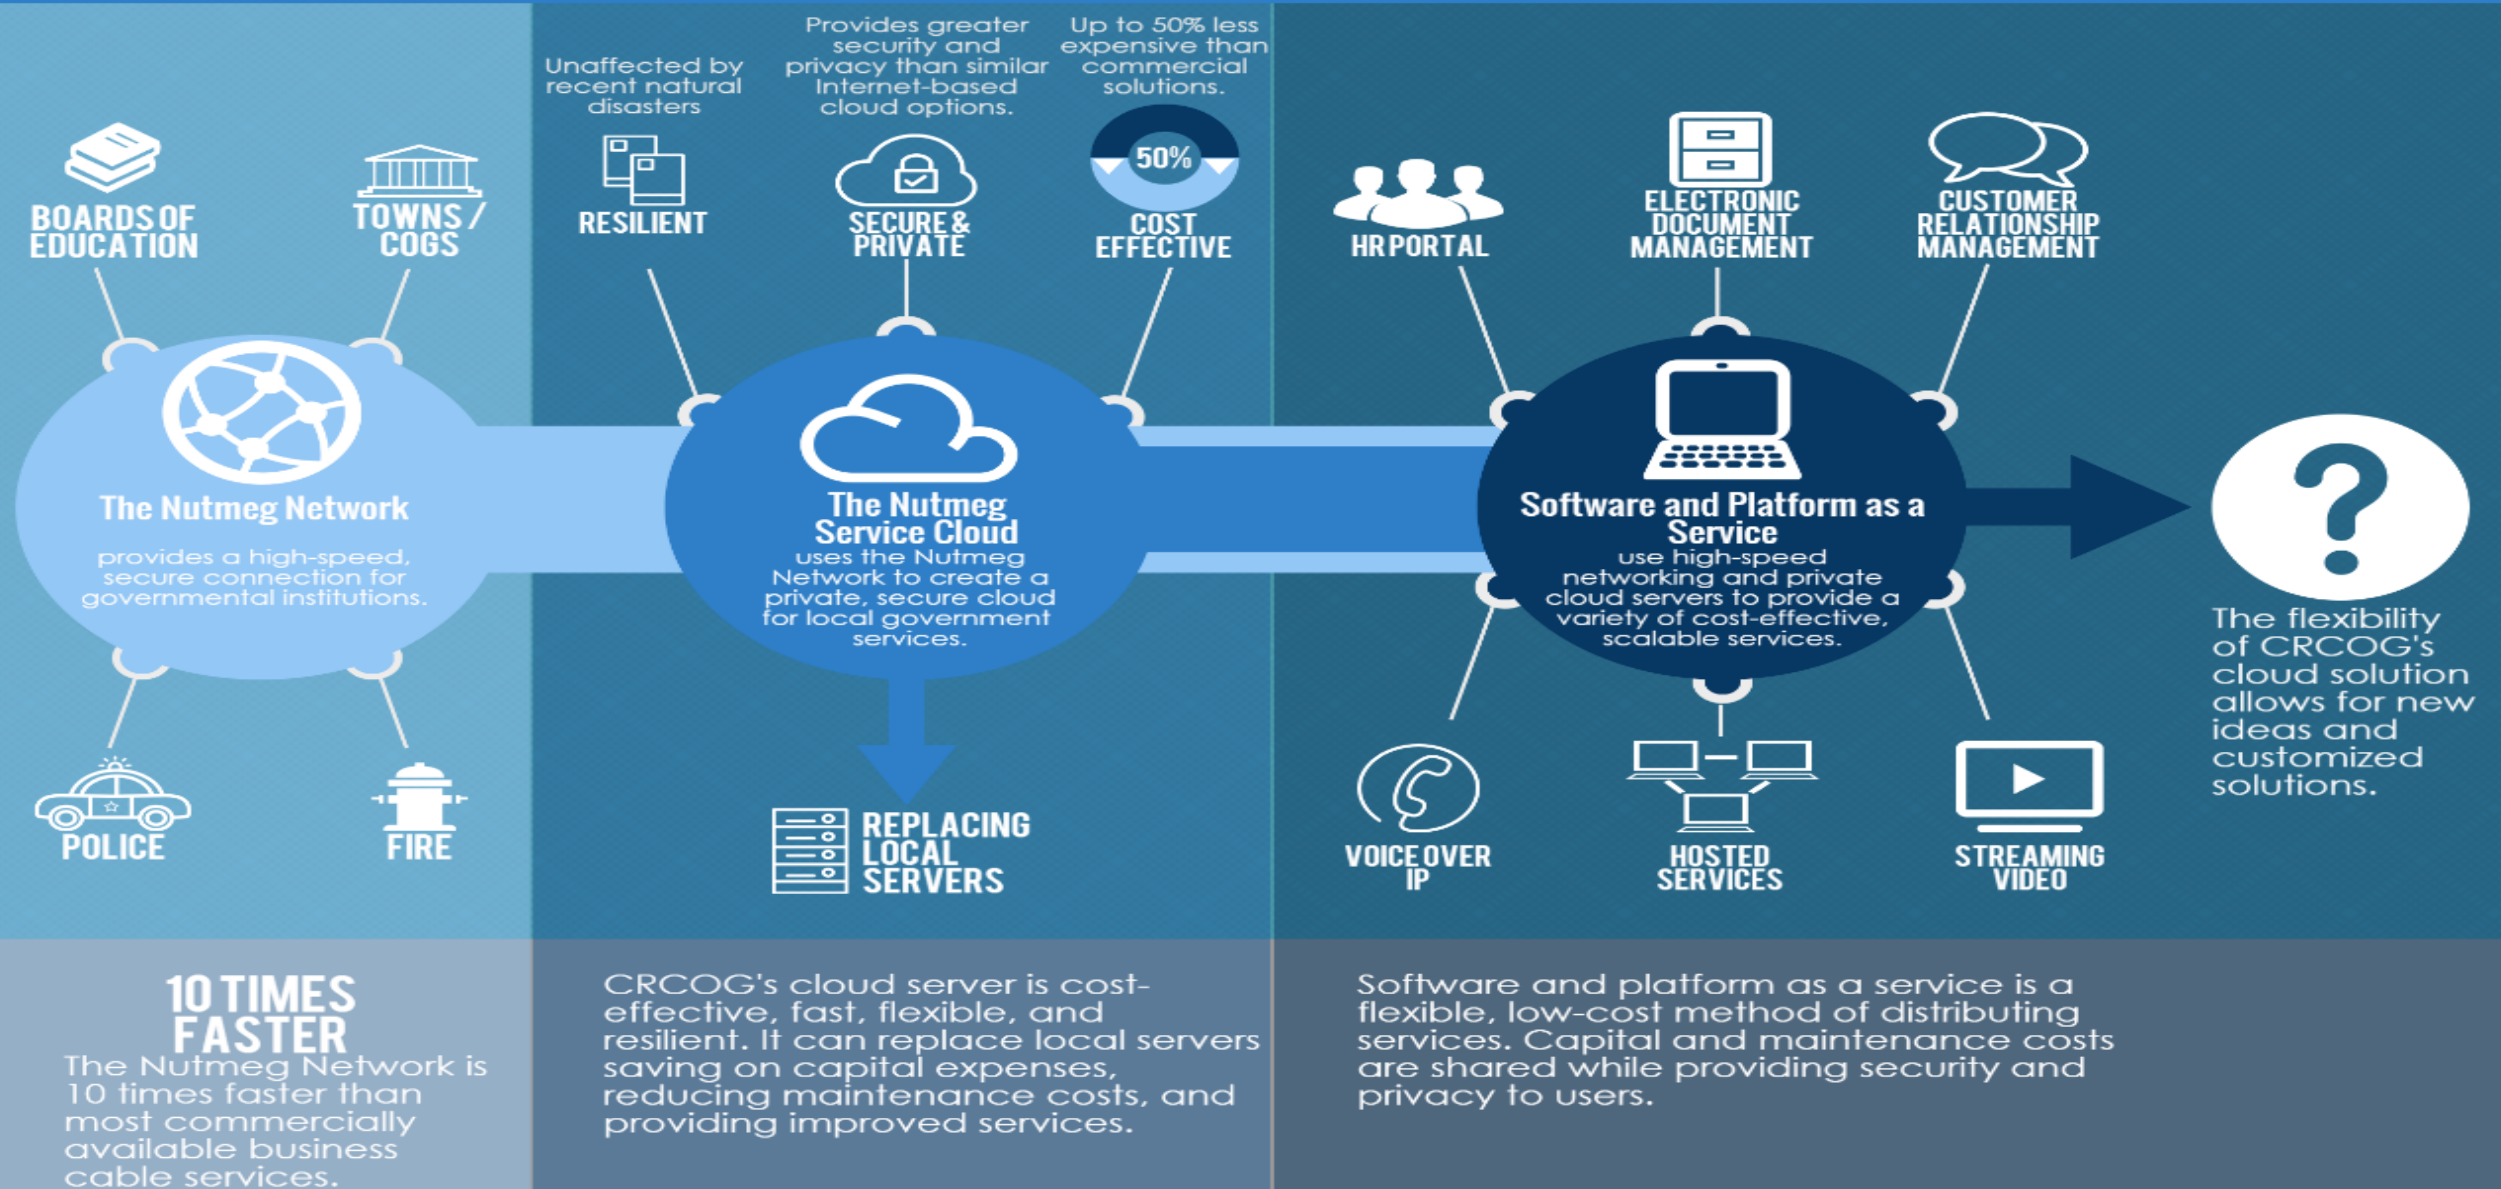 BOARDS OF
EDUCATION
TOWNS /
COGS
The Nutmeg Network
provides a high-speed,
secure connection for
governmental institutions.
POLICE
FIRE
10 TIMES
FASTER
The Nutmeg Network is
10 times faster than
most commercially
available business
cable services.
Unaffected by
recent natural
disasters
RESILIENT
Provides greater
security and
privacy than similar
Internet-based
cloud options.
SECURE &
PRIVATE
Up to 50% less
expensive than
commercial
solutions.
50%
COST
EFFECTIVE
The Nutmeg
Service Cloud
uses the Nutmeg
Network to create a
private, secure cloud
for local government
services.
REPLACING
LOCAL
SERVERS
CRCOG's cloud server is cost-
effective, fast, flexible, and
resilient. It can replace local servers
saving on capital expenses,
reducing maintenance costs, and
providing improved services.
HR PORTAL
ELECTRONIC
DOCUMENT
MANAGEMENT
CUSTOMER
RELATIONSHIP
MANAGEMENT
Software and Platform as a
Service
use high-speed
networking and private
cloud servers to provide a
variety of cost-effective,
scalable services.
VOICE OVER
IP
HOSTED
SERVICES
STREAMING
VIDEO
?
The flexibility
of CRCOG's
cloud solution
allows for new
ideas and
customized
solutions.
Software and platform as a service is a
flexible, low-cost method of distributing
services. Capital and maintenance costs
are shared while providing security and
privacy to users.